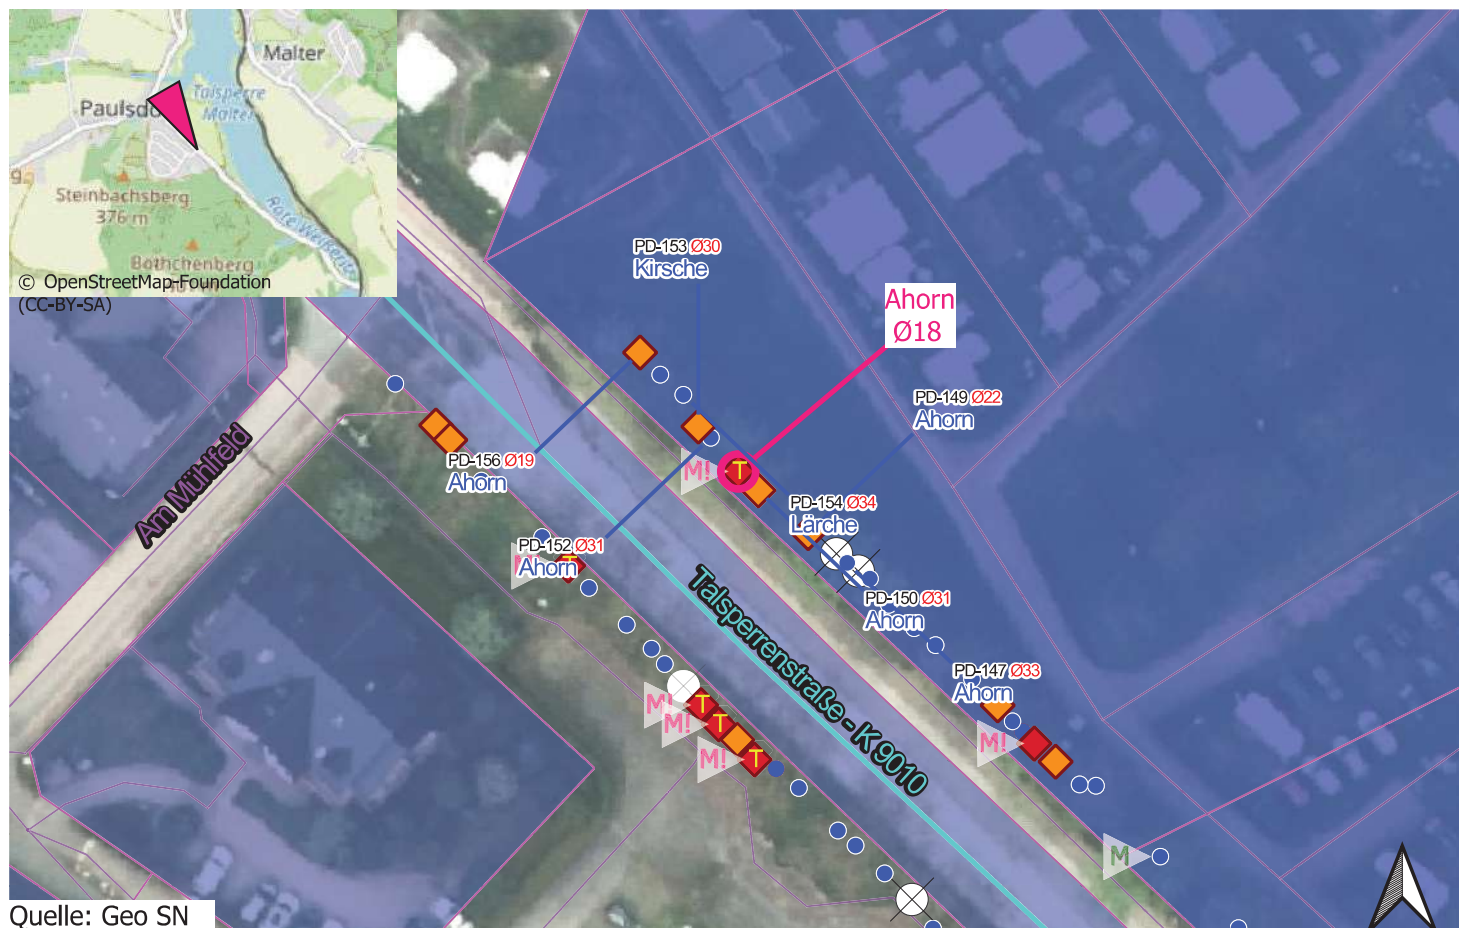 Malter
Paulsdo
Talsperre
Malter
g.
Steinbachsberg
376 m
Rote Weißeritz
Bothchenberg
© OpenStreetMap-Foundation
(CC-BY-SA)
PD-153 Ø30
Kirsche
Ahorn
Ø18
PD-149 Ø22
Ahorn
Am Mühlfeld
PD-156 Ø19
Ahorn
M!
T
PD-154 Ø34
Lärche
PD-152 Ø31
Ahorn
T
PD-150 Ø31
Ahorn
Talsperrenstraße - K 9010
PD-147 Ø33
Ahorn
M!
T
M!
T
M!
T
M!
M
Quelle: Geo SN